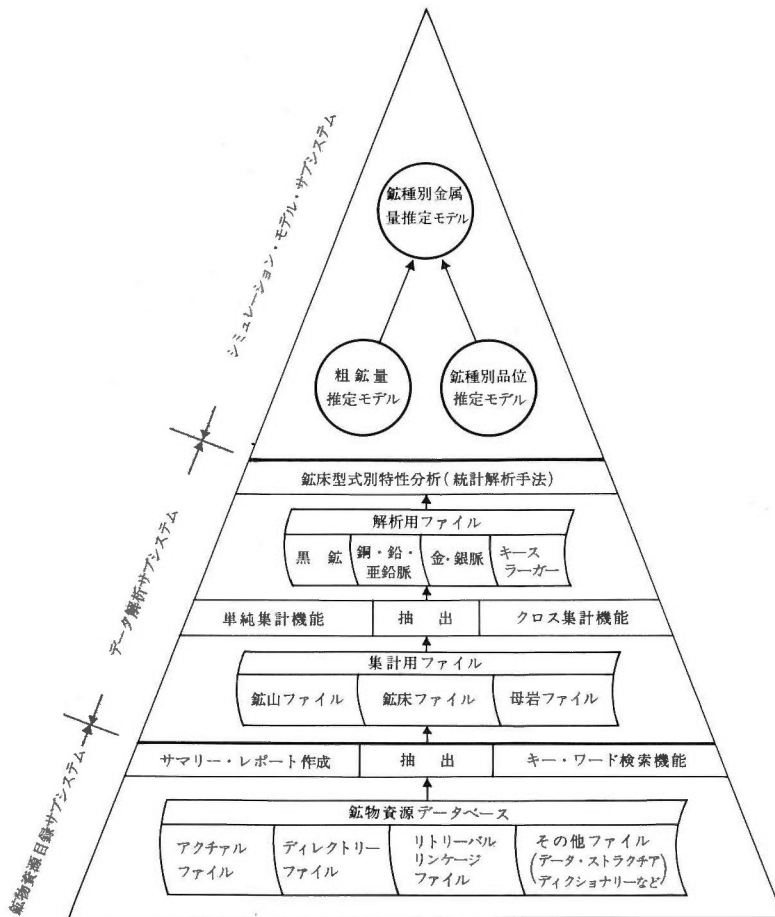 鉱種別金属
量推定モデル
粗鉱量
推定モデル
鉱種別品位
推定モデル
シミュレーション・モデル・サブシステム
鉱床型式別特性分析(統計解析手法)
解析用ファイル
黒鉱
銅・鉛・
亜鉛脈
金・銀脈
キース
ラーガー
単純集計機能
抽出
クロス集計機能
データ解析サブシステム
集計用ファイル
鉱山ファイル
鉱床ファイル
母岩ファイル
サマリー・レポート作成
抽出
キー・ワード検索機能
鉱物資源目録サブシステム
鉱物資源データベース
アクチャル
ファイル
ディレクトリー
ファイル
リトリーバル
リンケージ
ファイル
その他ファイル
(データ・ストラクチア
ディクショナリーなど)